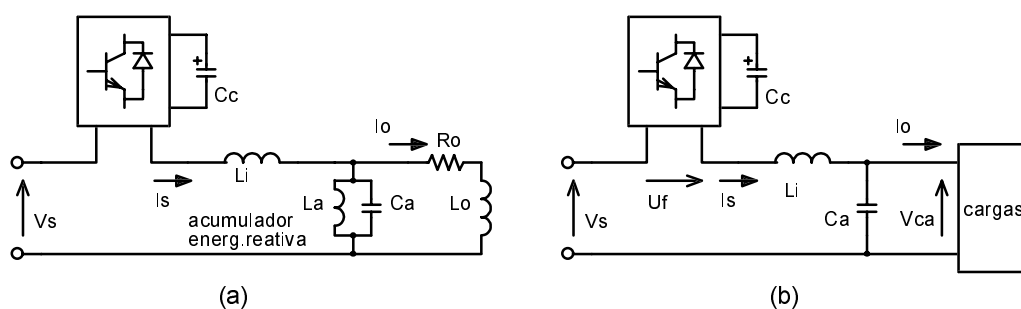 Cc
Io
Ro
Li
Is
La
Ca
Lo
Vs
acumulador
energ.reativa
(a)
Cc
Io
Li
Uf
Is
Vs
Ca
Vca
cargas
(b)